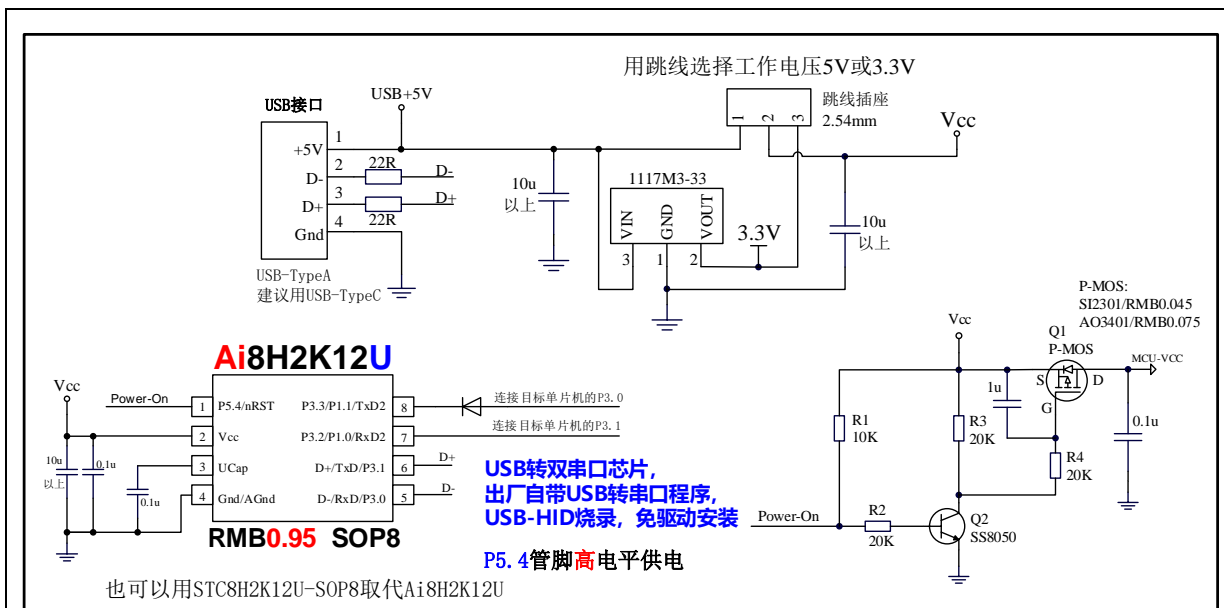 用跳线选择工作电压5V或3.3V
USB接口
USB+5V
跳线插座
2.54mm
1
2
3
Vcc
+5V
1
D-
2
22R
D-
D+
3
22R
D+
Gnd
4
10u
以上
1117M3-33
VIN
GND
VOUT
3
1
2
3.3V
10u
以上
USB-TypeA
建议用USB-TypeC
P-MOS:
SI2301/RMB0.045
AO3401/RMB0.075
Vcc
Q1
P-MOS
MCU-VCC
S
D
G
1u
0.1u
R1
10K
R3
20K
R4
20K
Power-On
R2
20K
Q2
SS8050
Ai8H2K12U
Vcc
Power-On
1
P5.4/nRST
P3.3/P1.1/TxD2
8
连接目标单片机的P3.0
2
Vcc
P3.2/P1.0/RxD2
7
连接目标单片机的P3.1
3
UCap
D+/TxD/P3.1
6
D+
4
Gnd/AGnd
D-/RxD/P3.0
5
D-
10u
以上
0.1u
0.1u
RMB0.95 SOP8
USB转双串口芯片,
出厂自带USB转串口程序,
USB-HID烧录，免驱动安装
P5.4管脚高电平供电
也可以用STC8H2K12U-SOP8取代Ai8H2K12U